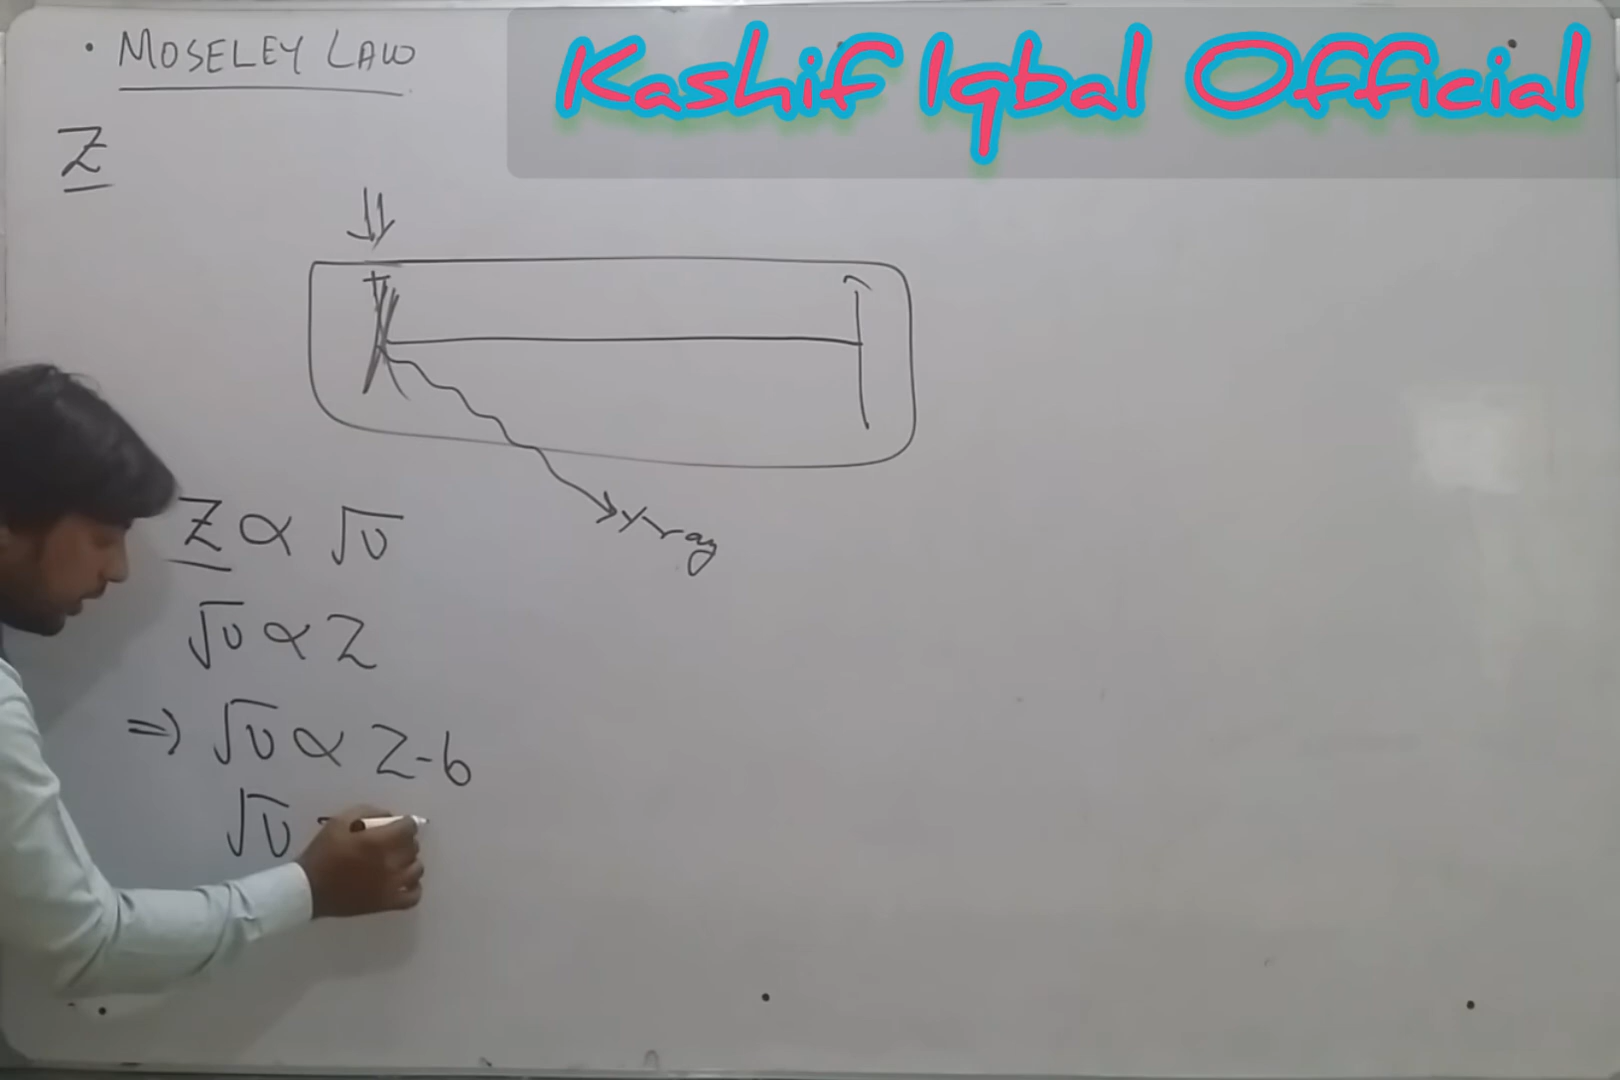 • MOSELEY LAW
Kashif Iqbal Official
Z
X-ray
Z ∝ √υ
√υ ∝ Z
⇒ √υ ∝ Z-b
√υ